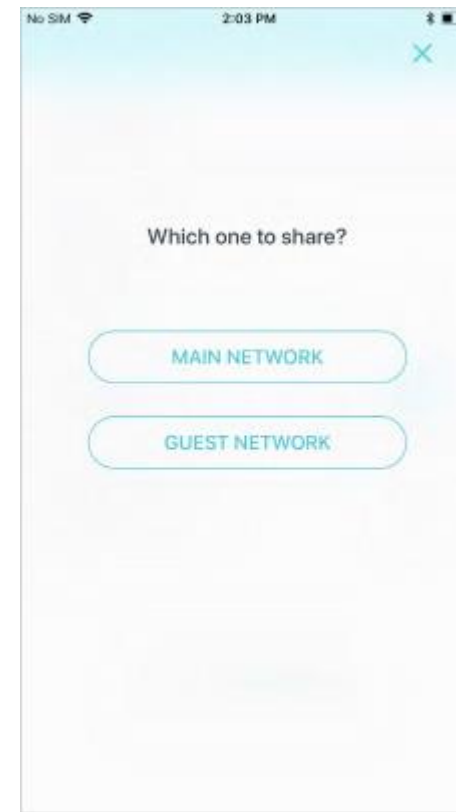 No SIM 2:03 PM
Which one to share?
MAIN NETWORK
GUEST NETWORK